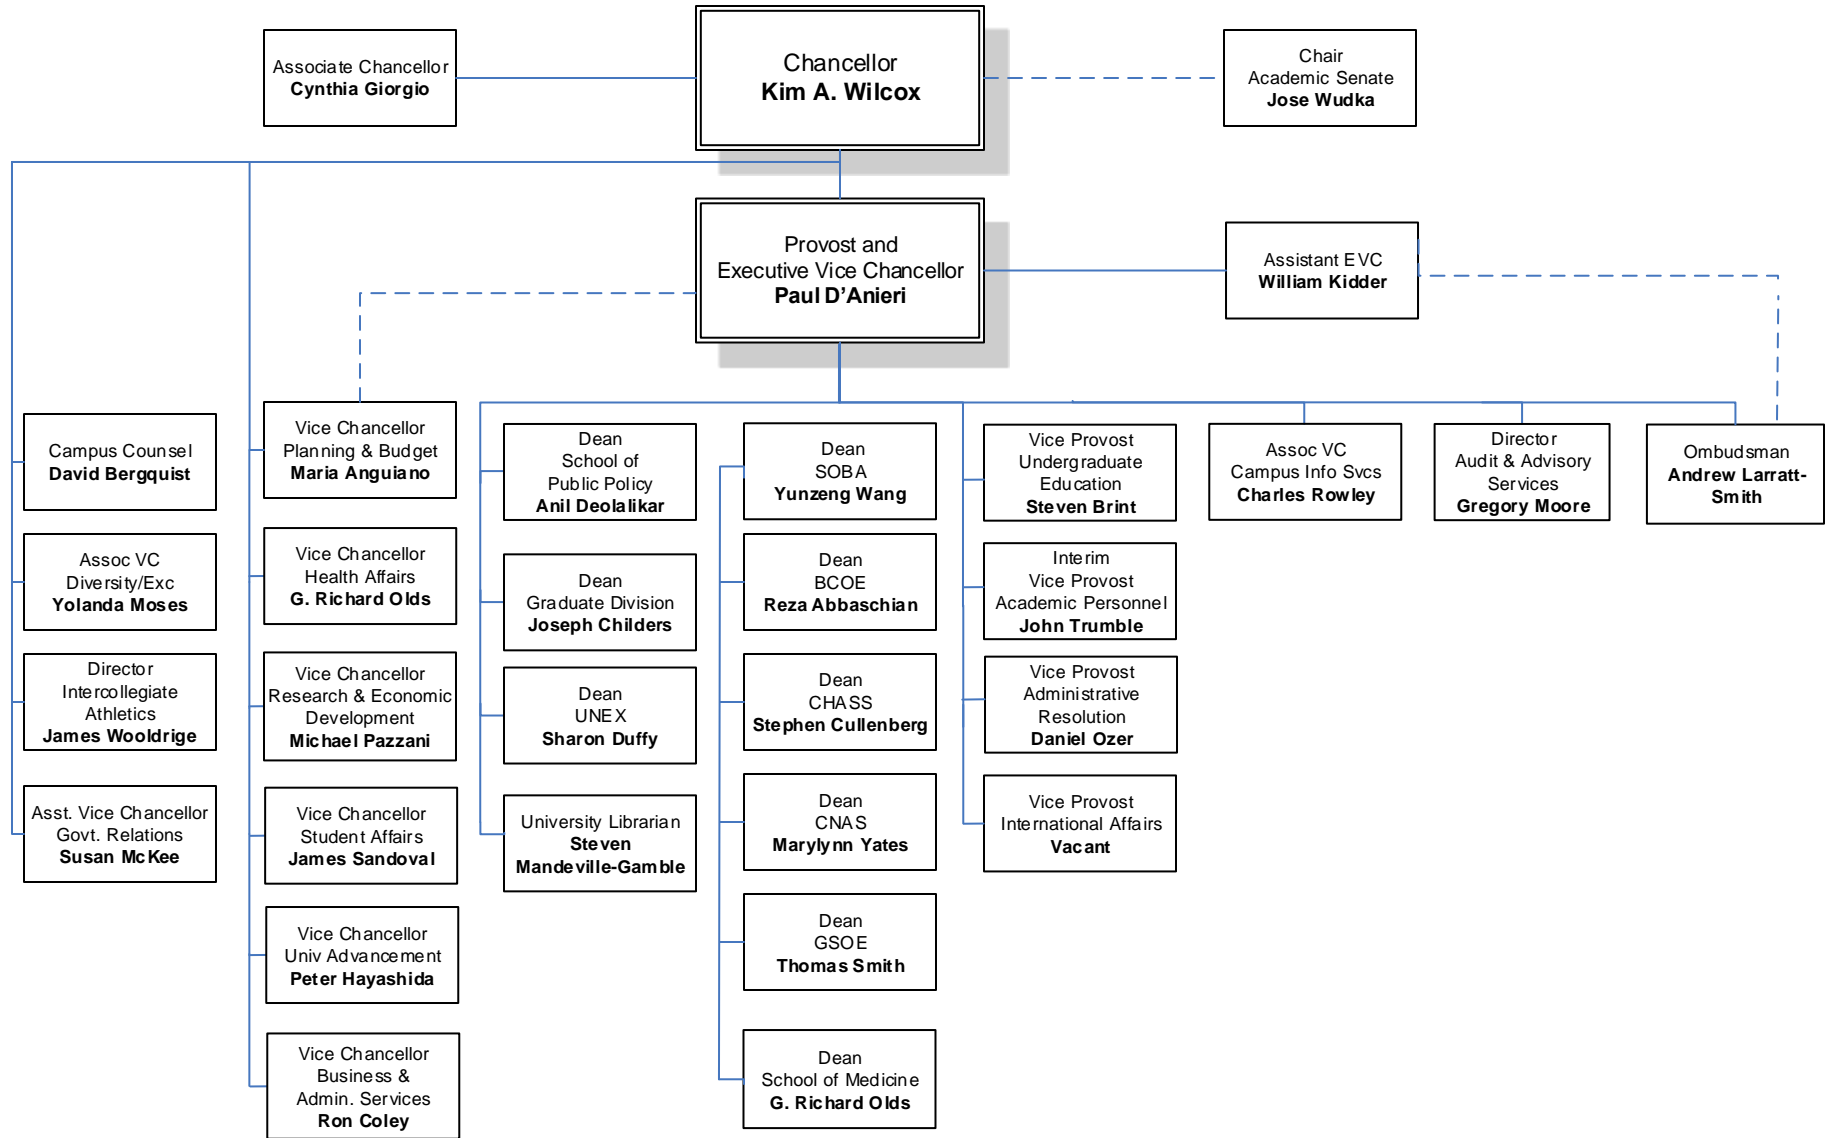 Associate Chancellor
Cynthia Giorgio
Chancellor
Kim A. Wilcox
Chair
Academic Senate
Jose Wudka
Provost and
Executive Vice Chancellor
Paul D'Anieri
Assistant EVC
William Kidder
Campus Counsel
David Bergquist
Assoc VC
Diversity/Exc
Yolanda Moses
Director
Intercollegiate
Athletics
James Wooldrige
Asst. Vice Chancellor
Govt. Relations
Susan McKee
Vice Chancellor
Planning & Budget
Maria Anguiano
Vice Chancellor
Health Affairs
G. Richard Olds
Vice Chancellor
Research & Economic
Development
Michael Pazzani
Vice Chancellor
Student Affairs
James Sandoval
Vice Chancellor
Univ Advancement
Peter Hayashida
Vice Chancellor
Business &
Admin. Services
Ron Coley
Dean
School of
Public Policy
Anil Deolalikar
Dean
Graduate Division
Joseph Childers
Dean
UNEX
Sharon Duffy
University Librarian
Steven
Mandeville-Gamble
Dean
SOBA
Yunzeng Wang
Dean
BCOE
Reza Abbaschian
Dean
CHASS
Stephen Cullenberg
Dean
CNAS
Marylynn Yates
Dean
GSOE
Thomas Smith
Dean
School of Medicine
G. Richard Olds
Vice Provost
Undergraduate
Education
Steven Brint
Interim
Vice Provost
Academic Personnel
John Trumble
Vice Provost
Administrative
Resolution
Daniel Ozer
Vice Provost
International Affairs
Vacant
Assoc VC
Campus Info Svcs
Charles Rowley
Director
Audit & Advisory
Services
Gregory Moore
Ombudsman
Andrew Larratt-
Smith